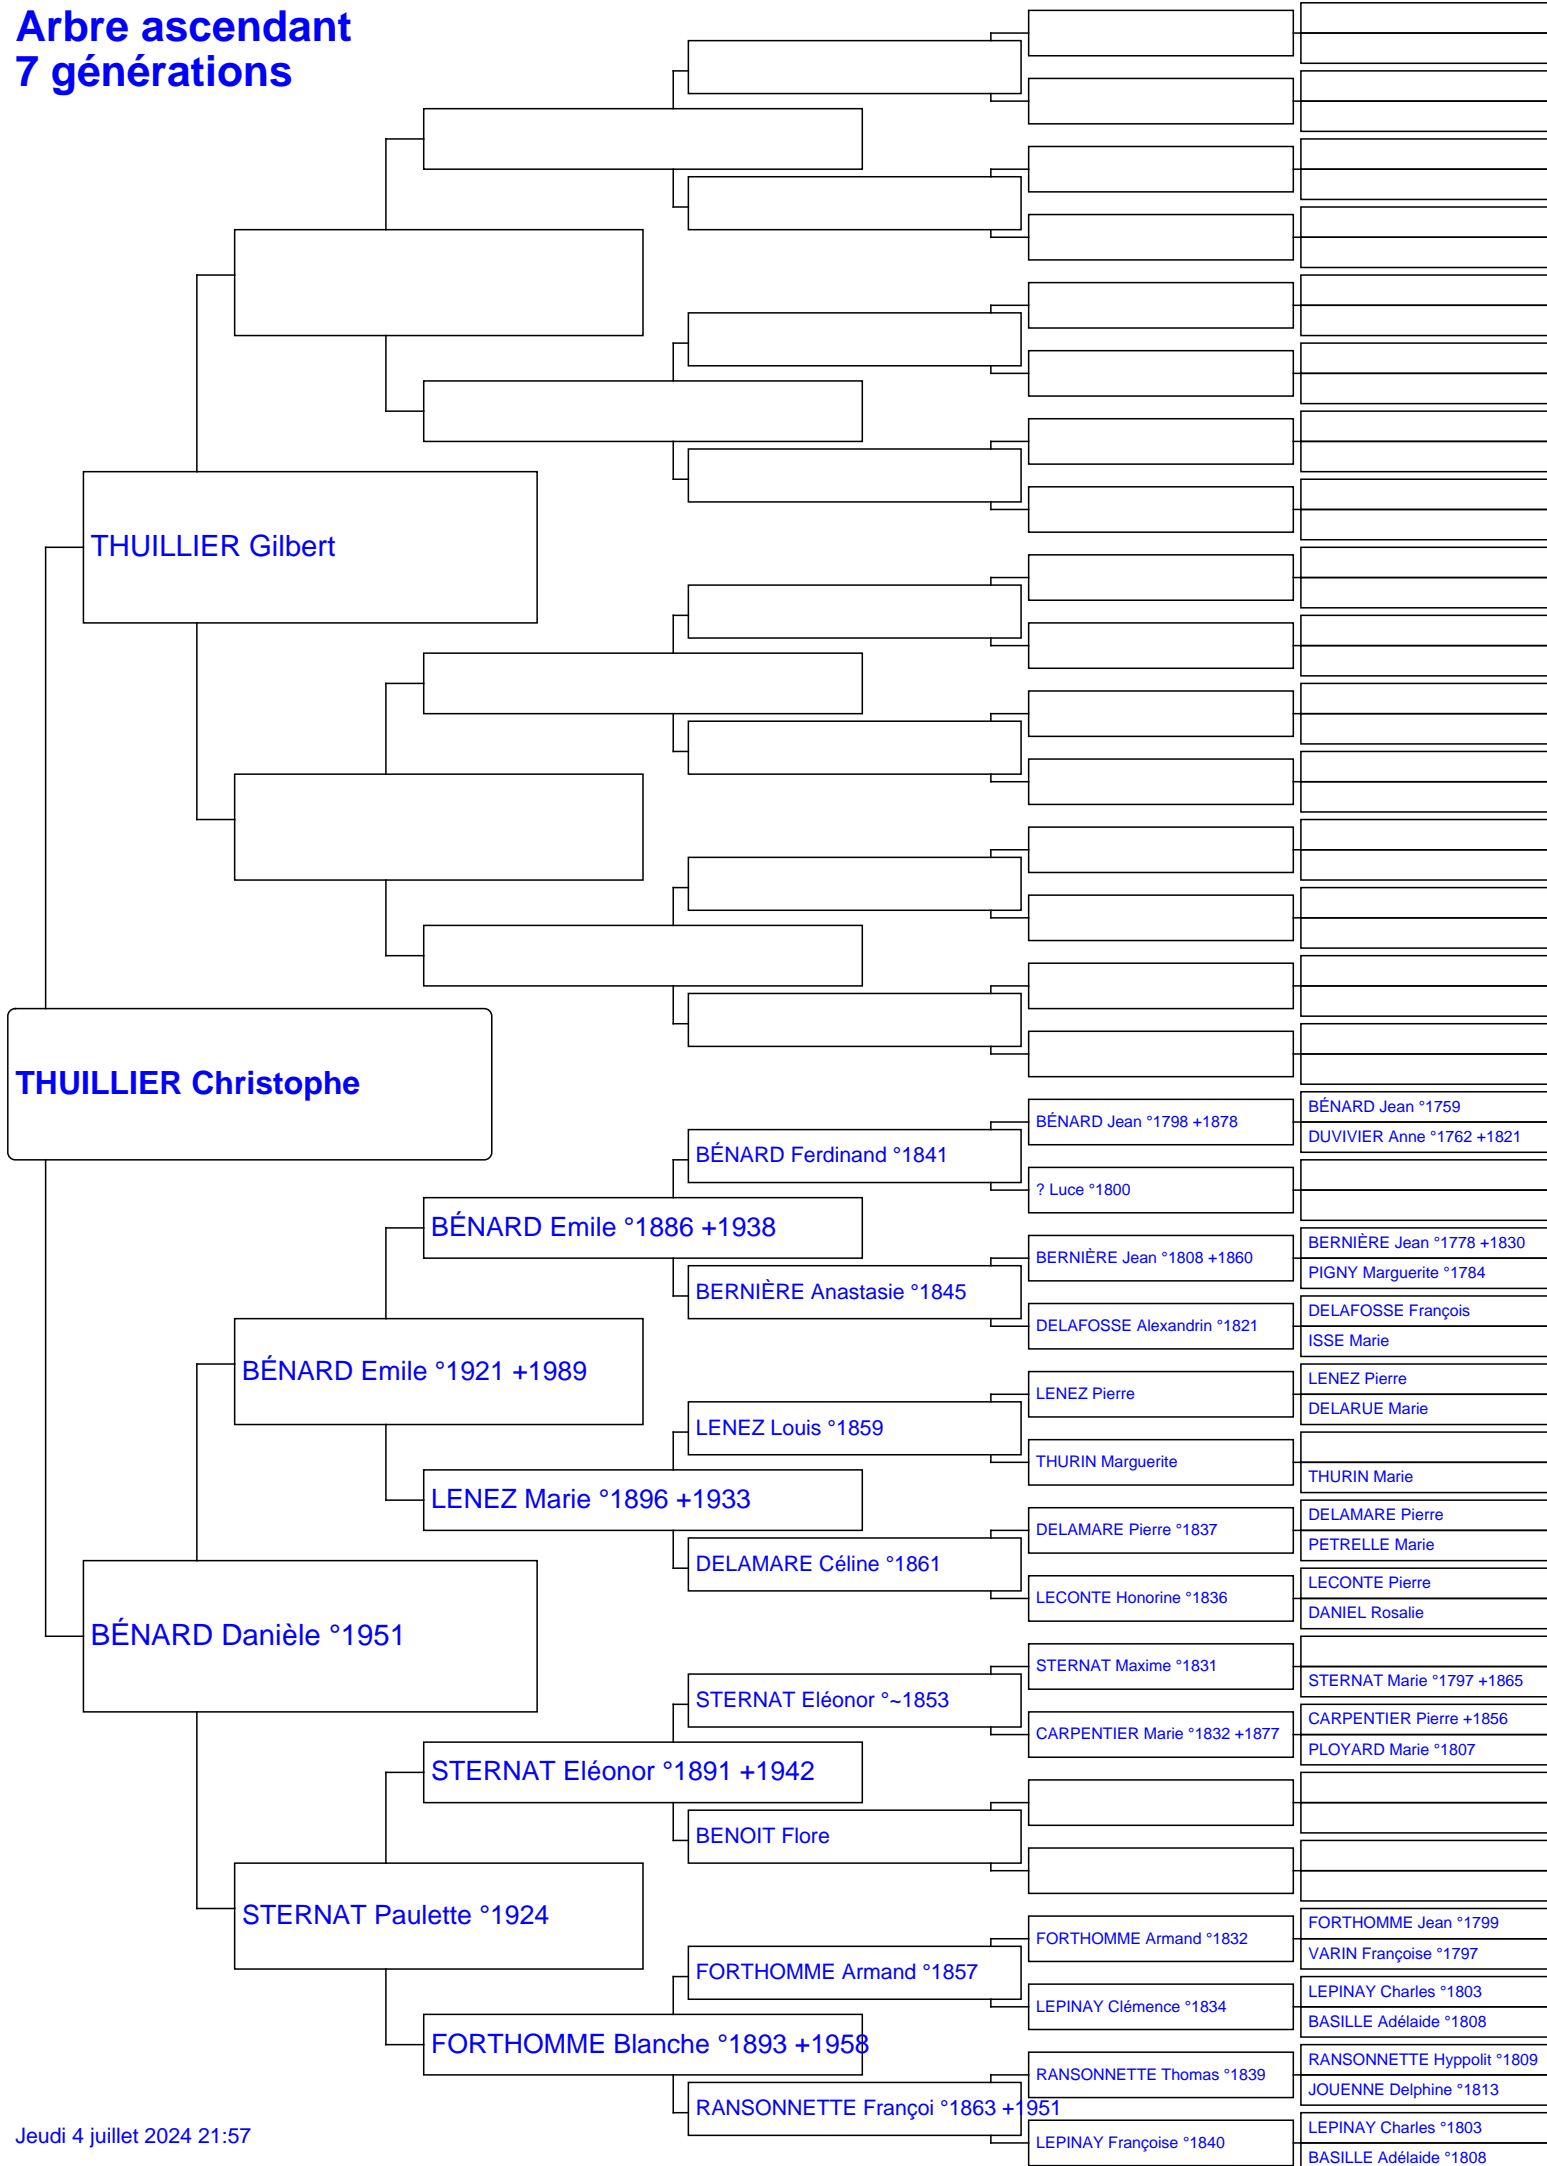 Arbre ascendant
7 générations
THUILLIER Gilbert
THUILLIER Christophe
BÉNARD Jean °1759
BÉNARD Jean °1798 +1878
DUVIVIER Anne °1762 +1821
BÉNARD Ferdinand °1841
? Luce °1800
BÉNARD Emile °1886 +1938
BERNIÈRE Jean °1778 +1830
BERNIÈRE Jean °1808 +1860
PIGNY Marguerite °1784
BERNIÈRE Anastasie °1845
DELAFOSSE François
DELAFOSSE Alexandrin °1821
ISSE Marie
BÉNARD Emile °1921 +1989
LENEZ Pierre
LENEZ Pierre
DELARUE Marie
LENEZ Louis °1859
THURIN Marguerite
THURIN Marie
LENEZ Marie °1896 +1933
DELAMARE Pierre
DELAMARE Pierre °1837
PETRELLE Marie
DELAMARE Céline °1861
LECONTE Pierre
LECONTE Honorine °1836
DANIEL Rosalie
BÉNARD Danièle °1951
STERNAT Maxime °1831
STERNAT Marie °1797 +1865
STERNAT Eléonor °~1853
CARPENTIER Pierre +1856
CARPENTIER Marie °1832 +1877
PLOYARD Marie °1807
STERNAT Eléonor °1891 +1942
BENOIT Flore
STERNAT Paulette °1924
FORTHOMME Jean °1799
FORTHOMME Armand °1832
VARIN Françoise °1797
FORTHOMME Armand °1857
LEPINAY Charles °1803
LEPINAY Clémence °1834
BASILLE Adélaide °1808
FORTHOMME Blanche °1893 +1958
RANSONNETTE Hyppolit °1809
RANSONNETTE Thomas °1839
JOUENNE Delphine °1813
RANSONNETTE Françoi °1863 +1951
LEPINAY Charles °1803
LEPINAY Françoise °1840
BASILLE Adélaide °1808
Jeudi 4 juillet 2024 21:57